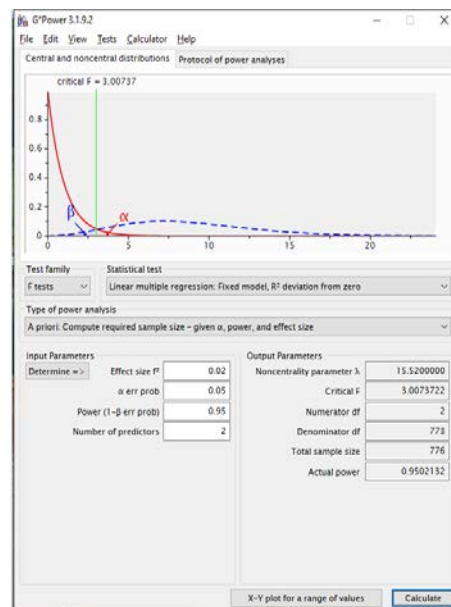 G*Power 3.1.9.2
File Edit View Tests Calculator Help
Central and noncentral distributions Protocol of power analyses
critical F = 3.00737
0.8
0.6
0.4
0.2
0
β α
0 5 10 15 20
Test family Statistical test
F tests Linear multiple regression: Fixed model, R² deviation from zero
Type of power analysis
A priori: Compute required sample size – given α, power, and effect size
Input Parameters Output Parameters
Determine => Effect size f² 0.02 Noncentrality parameter λ 15.5200000
α err prob 0.05 Critical F 3.0073722
Power (1-β err prob) 0.95 Numerator df 2
Number of predictors 2 Denominator df 773
Total sample size 776
Actual power 0.9502132
X-Y plot for a range of values Calculate